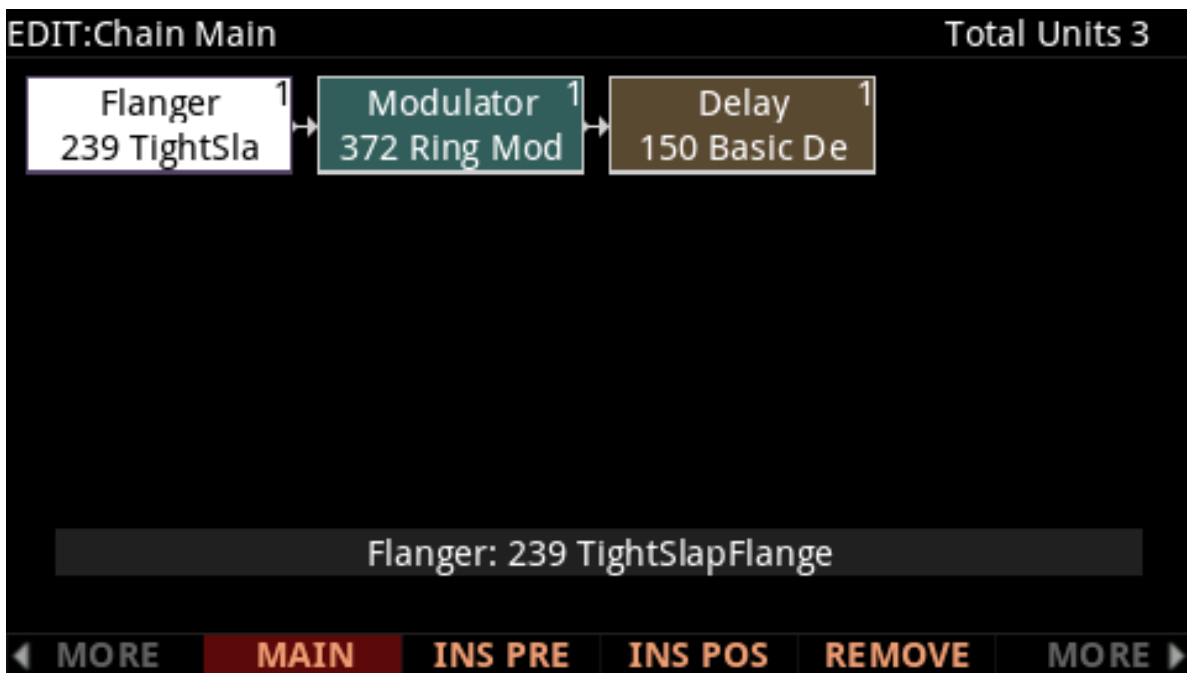 EDIT:Chain Main Total Units 3
Flanger 1 Modulator 1 Delay 1
239 TightSla 372 Ring Mod 150 Basic De
Flanger: 239 TightSlapFlange
MORE MAIN INS PRE INS POS REMOVE MORE